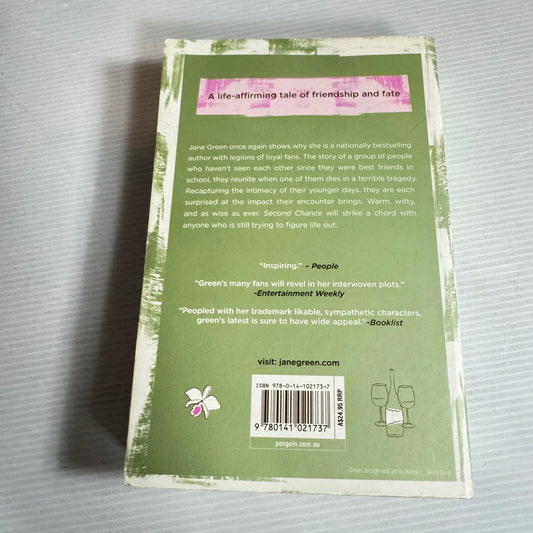 A life-affirming tale of friendship and fate
Jane Green once again shows why she is a nationally bestselling
author with legions of loyal fans. The story of a group of people
who haven't seen each other since they were best friends in
school, they reunite when one of them dies in a terrible tragedy.
Recapturing the intimacy of their younger days, they are each
surprised at the impact their encounter brings. Warm, witty,
and as wise as ever. Second Chance will strike a chord with
anyone who is still trying to figure life out.
"Inspiring." – People
"Green's many fans will revel in her interwoven plots."
-Entertainment Weekly
"Peopled with her trademark likable, sympathetic characters,
green's latest is sure to have wide appeal." -Booklist
visit: janegreen.com
ISBN 978-0-14-102173-7
9 780141 021737
A$24.95 RRP
penguin.com.au
Cover design and art by Karen L.